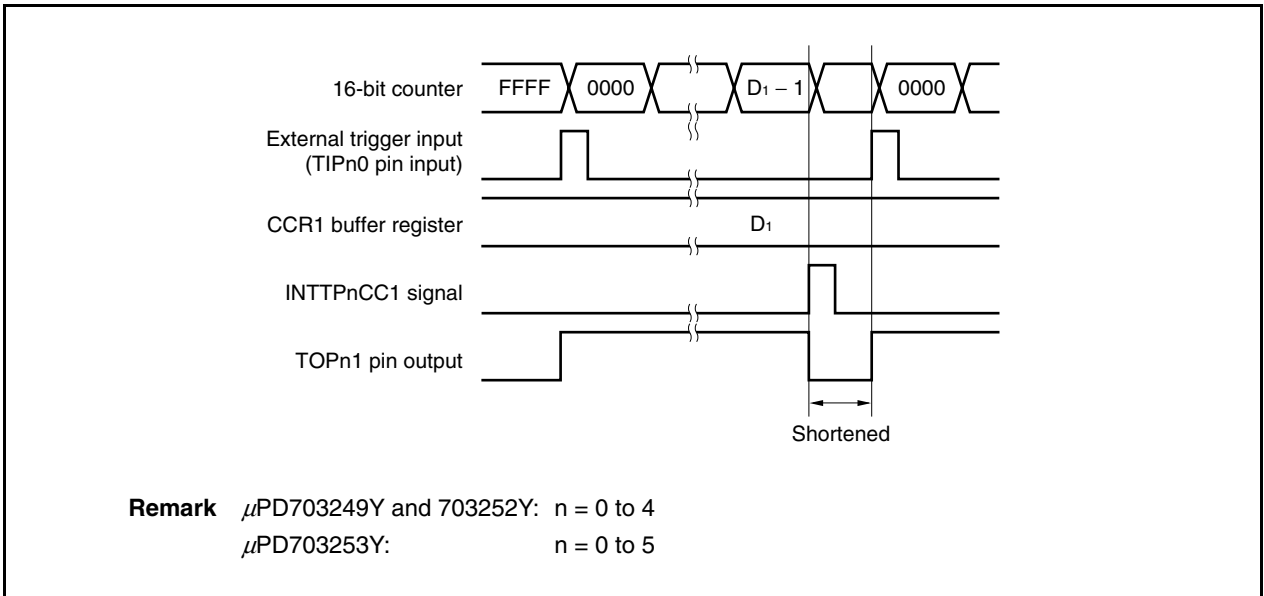 16-bit counter FFFF 0000 D₁ – 1 0000
External trigger input
(TIPn0 pin input)
CCR1 buffer register D₁
INTTPnCC1 signal
TOPn1 pin output
Shortened
Remark μPD703249Y and 703252Y: n = 0 to 4
μPD703253Y: n = 0 to 5